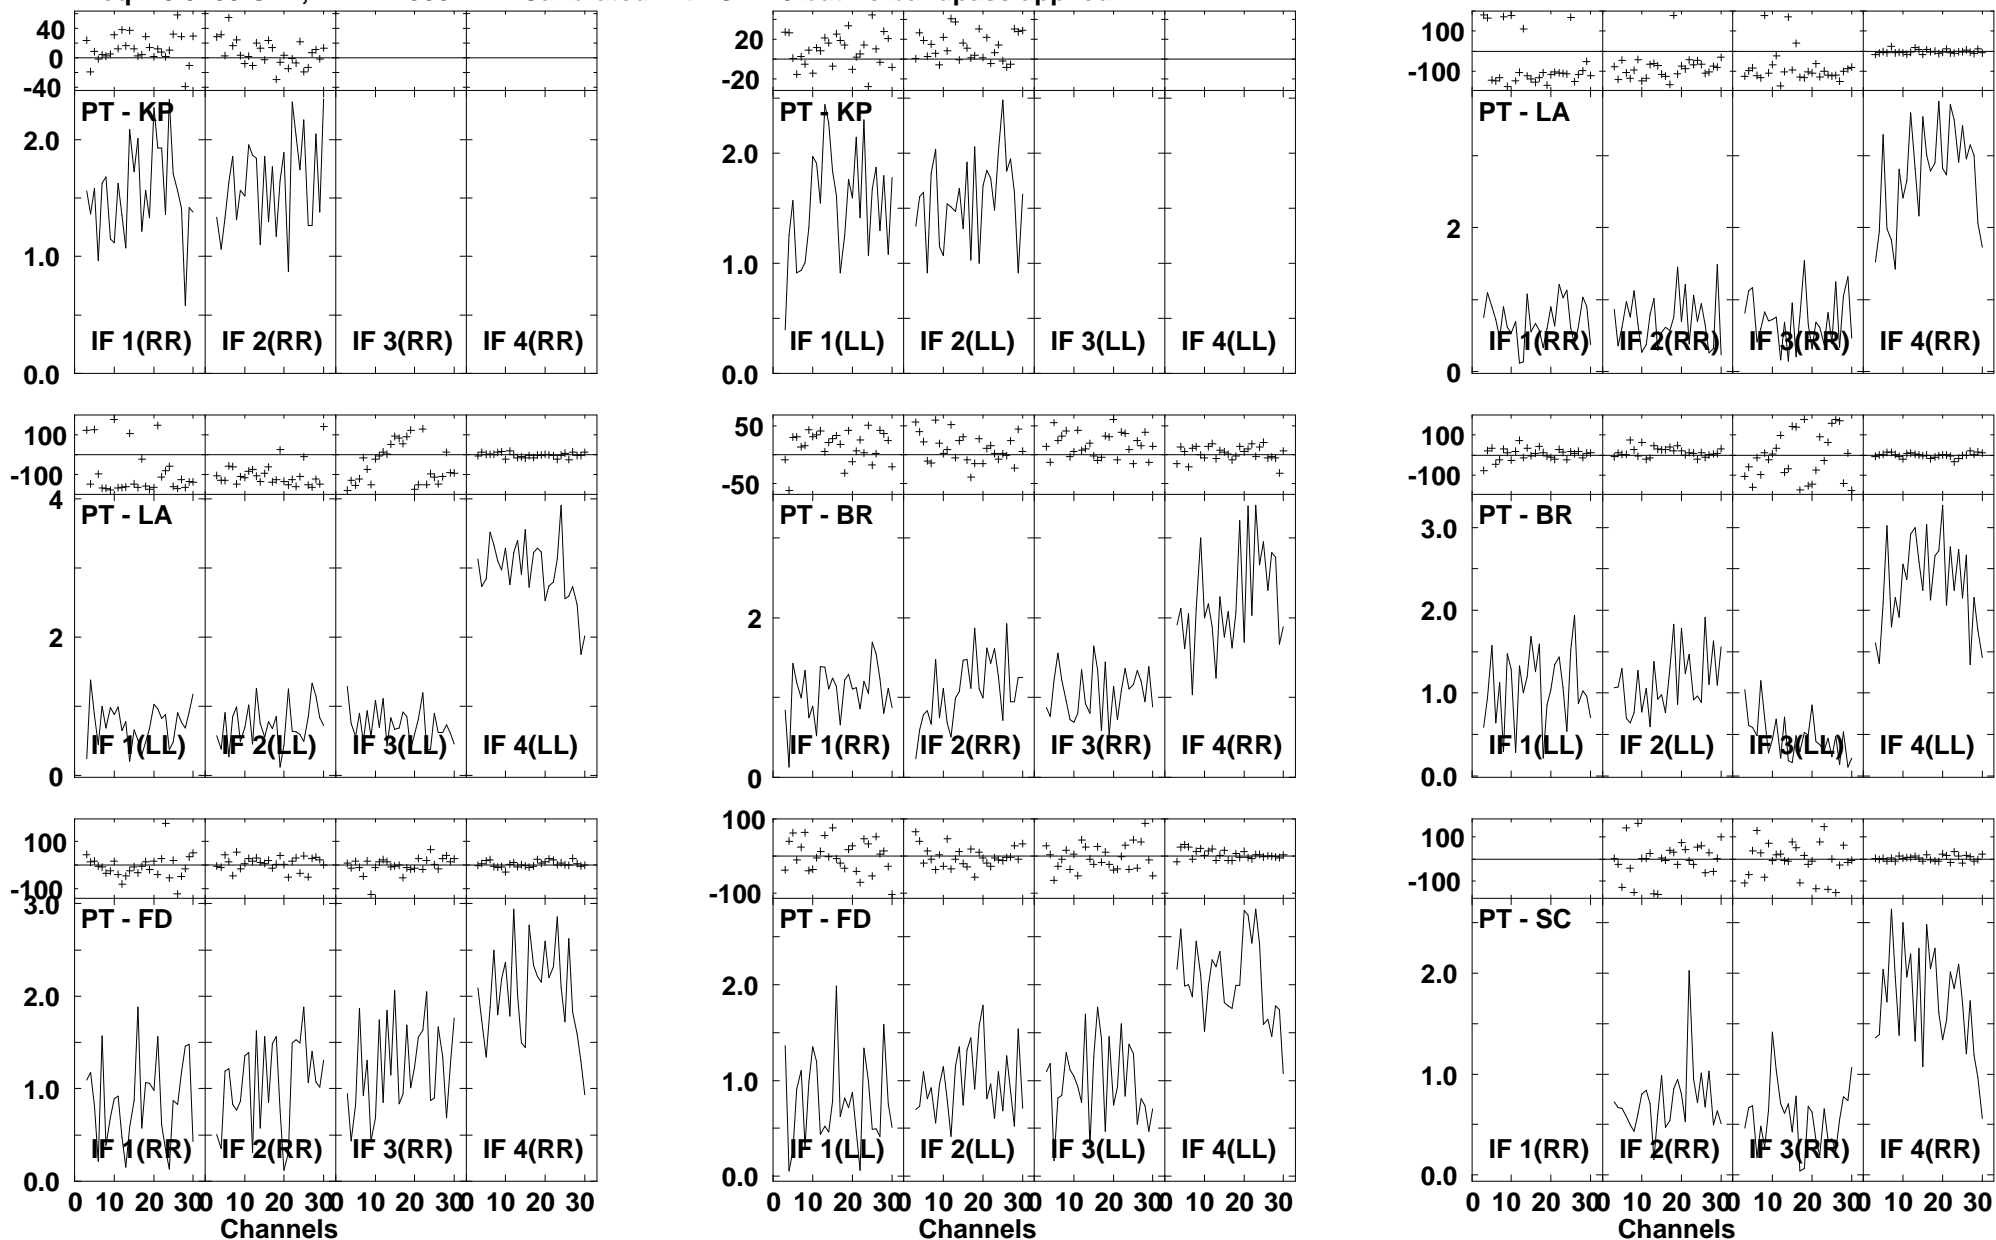 40 20 100
0
-40 -20 -100
PT - KP PT - KP PT - LA
2.0 2.0
2
1.0 1.0
IF 1(RR) IF 2(RR) IF 3(RR) IF 4(RR) IF 1(LL) IF 2(LL) IF 3(LL) IF 4(LL) IF 1(RR) IF 2(RR) IF 3(RR) IF 4(RR)
0.0 0.0 0
100 50 100
-100 -50 -100
4
PT - LA PT - BR PT - BR
3.0
2 2 2.0
1.0
IF 1(LL) IF 2(LL) IF 3(LL) IF 4(LL) IF 1(RR) IF 2(RR) IF 3(RR) IF 4(RR) IF 1(LL) IF 2(LL) IF 3(LL) IF 4(LL)
0 0 0.0
100 100 100
-100 -100 -100
3.0
PT - FD PT - FD PT - SC
2.0 2.0 2.0
1.0 1.0 1.0
IF 1(RR) IF 2(RR) IF 3(RR) IF 4(RR) IF 1(LL) IF 2(LL) IF 3(LL) IF 4(LL) IF 1(RR) IF 2(RR) IF 3(RR) IF 4(RR)
0.0 0.0 0.0
0 10 20 30 0 10 20 30 0 10 20 30 0 10 20 30 0 10 20 30 0 10 20 30 0 10 20 30 0 10 20 30 0 10 20 30 0 10 20 30 0 10 20 30 0 10 20 30
Channels Channels